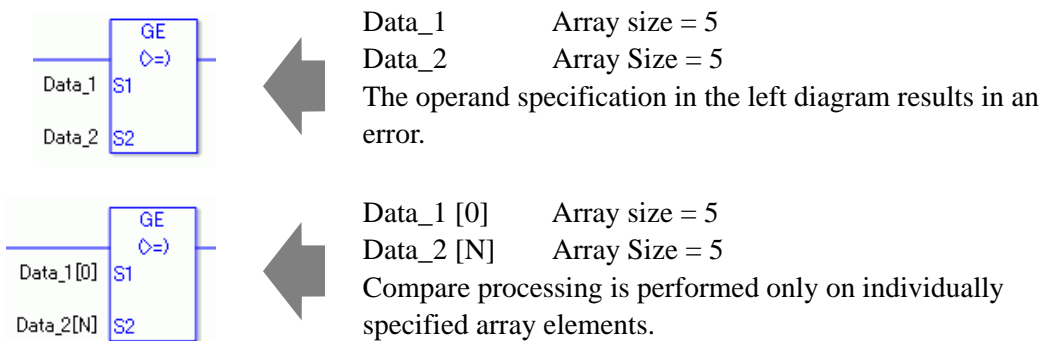 GE
(>=)
Data_1 S1
Data_2 S2
Data_1 Array size = 5
Data_2 Array Size = 5
The operand specification in the left diagram results in an
error.
GE
(>=)
Data_1[0] S1
Data_2[N] S2
Data_1 [0] Array size = 5
Data_2 [N] Array Size = 5
Compare processing is performed only on individually
specified array elements.